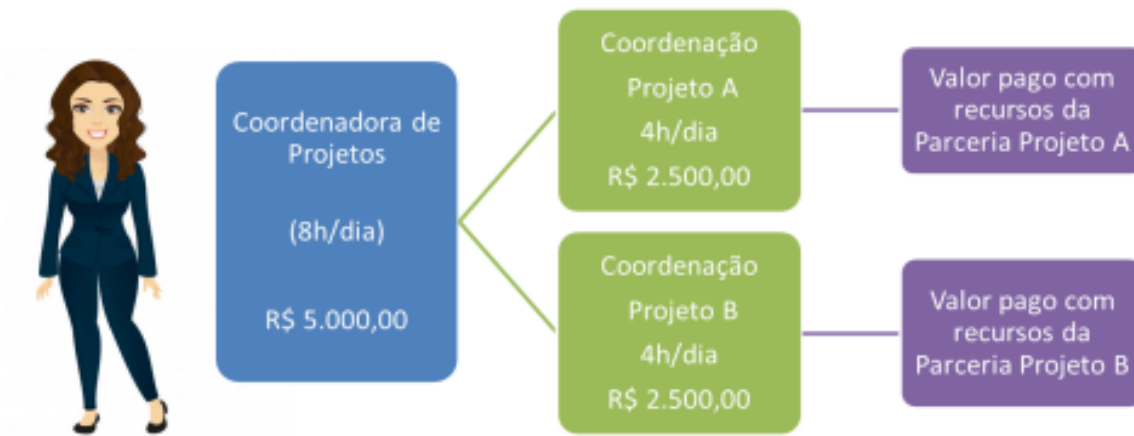 Coordenadora de
Projetos
(8h/dia)
R$ 5.000,00
Coordenação
Projeto A
4h/dia
R$ 2.500,00
Valor pago com
recursos da
Parceria Projeto A
Coordenação
Projeto B
4h/dia
R$ 2.500,00
Valor pago com
recursos da
Parceria Projeto B